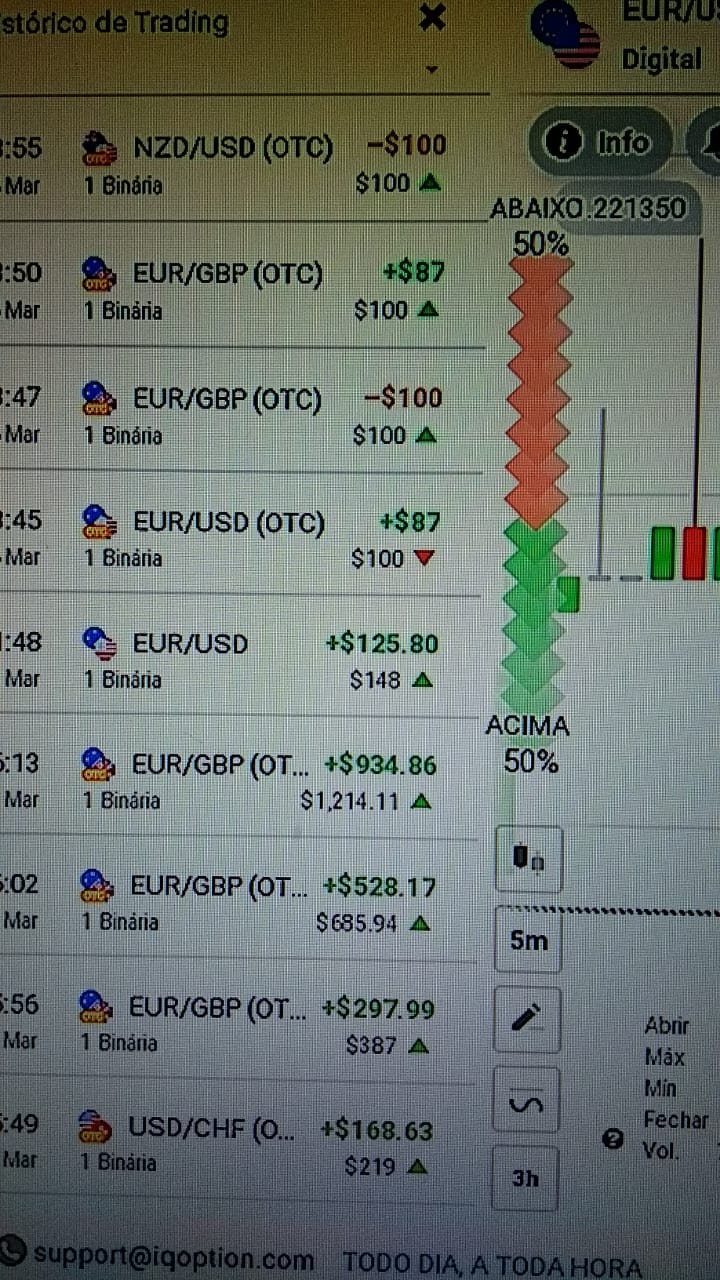 stórico de Trading
EUR/US
Digital
:55 NZD/USD (OTC) −$100
Mar 1 Binária $100
Info
ABAIXO.221350
50%
:50 EUR/GBP (OTC) +$87
Mar 1 Binária $100
:47 EUR/GBP (OTC) −$100
Mar 1 Binária $100
:45 EUR/USD (OTC) +$87
Mar 1 Binária $100
:48 EUR/USD +$125.80
Mar 1 Binária $148
ACIMA
50%
:13 EUR/GBP (OT... +$934.86
Mar 1 Binária $1,214.11
:02 EUR/GBP (OT... +$528.17
Mar 1 Binária $685.94
5m
:56 EUR/GBP (OT... +$297.99
Mar 1 Binária $387
:49 USD/CHF (O... +$168.63
Mar 1 Binária $219
Abrir
Máx
Mín
Fechar
Vol.
3h
support@iqoption.com TODO DIA, A TODA HORA